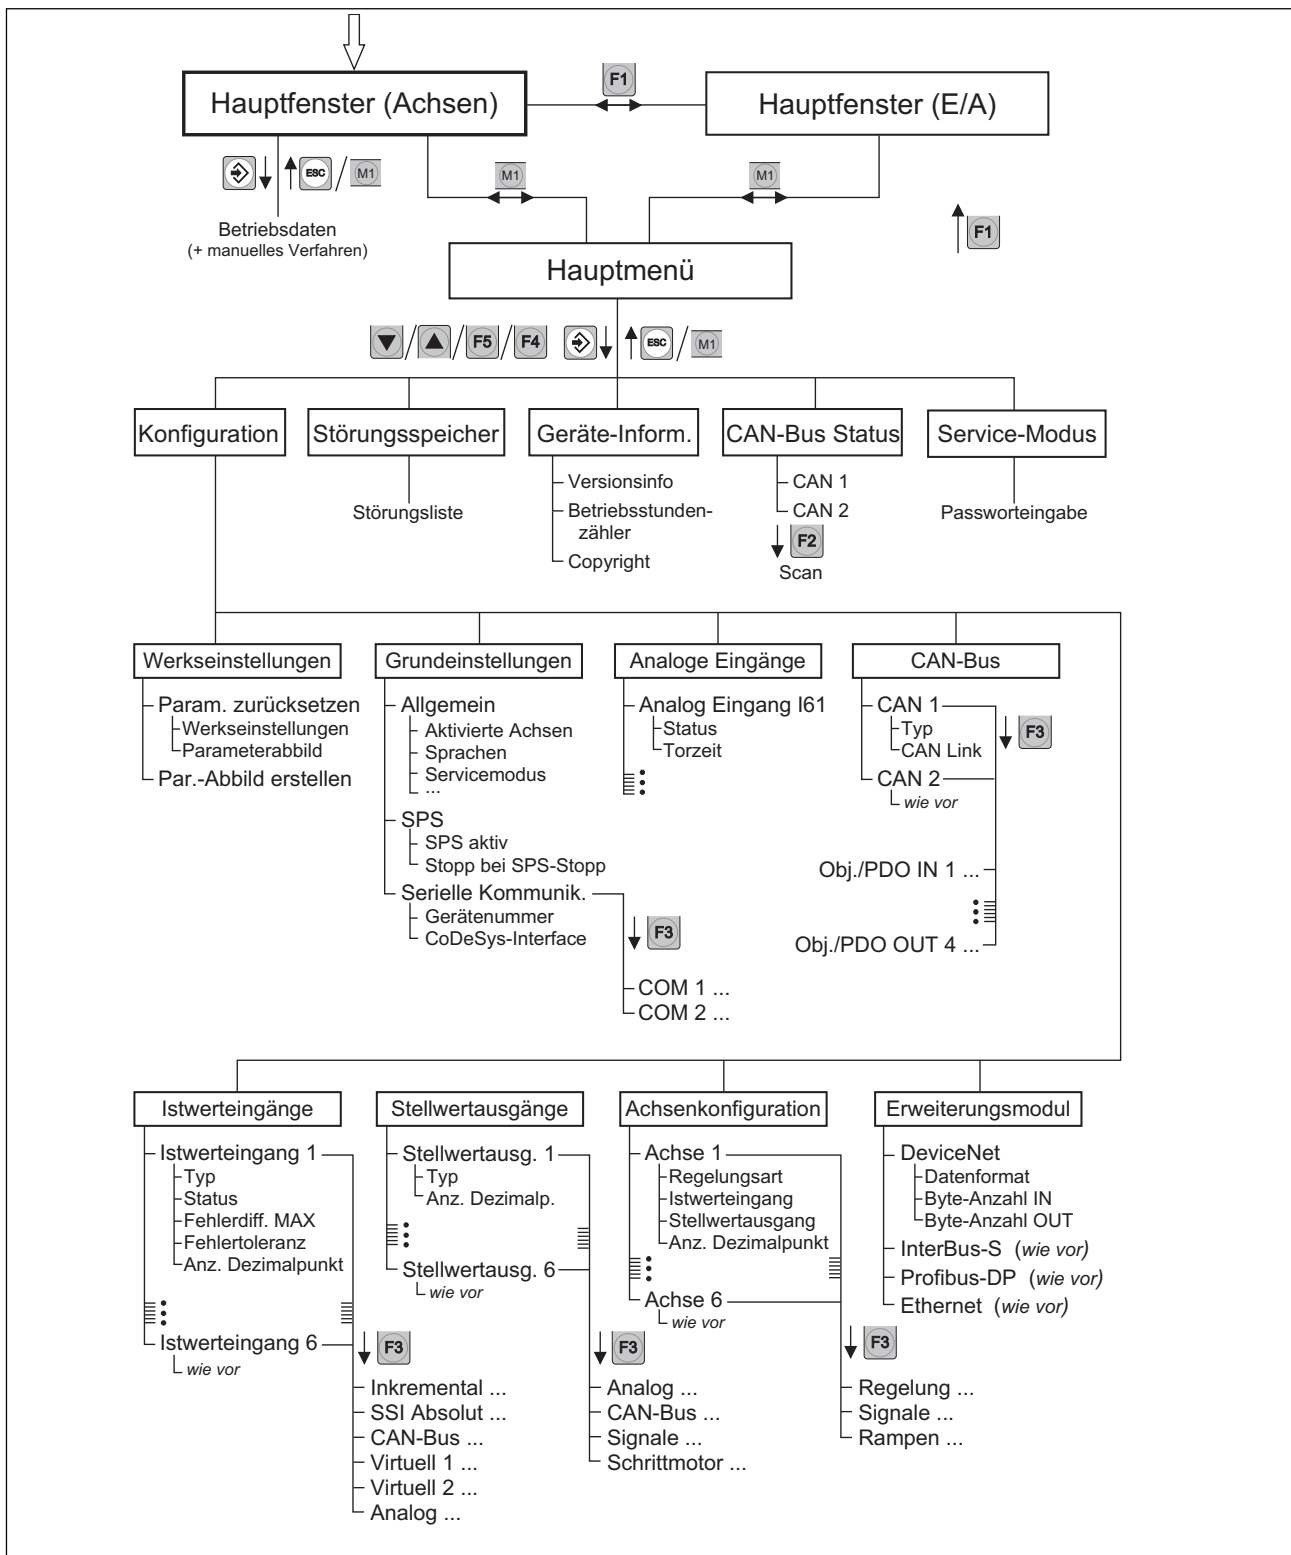 F1
Hauptfenster (Achsen)
Hauptfenster (E/A)
ESC / M1
M1
M1
Betriebsdaten
(+ manuelles Verfahren)
F1
Hauptmenü
/ / F5 / F4
ESC / M1
Konfiguration
Störungsspeicher
Geräte-Inform.
CAN-Bus Status
Service-Modus
Störungsliste
Versionsinfo
Betriebsstunden-
zähler
Copyright
CAN 1
CAN 2
F2
Scan
Passworteingabe
Werkseinstellungen
Grundeinstellungen
Analoge Eingänge
CAN-Bus
Param. zurücksetzen
Werkseinstellungen
Parameterabbild
Par.-Abbild erstellen
Allgemein
Aktivierte Achsen
Sprachen
Servicemodus
...
SPS
SPS aktiv
Stopp bei SPS-Stopp
Serielle Kommunik.
Gerätenummer
CoDeSys-Interface
F3
COM 1 ...
COM 2 ...
Analog Eingang I61
Status
Torzeit
CAN 1
Typ
CAN Link
F3
CAN 2
wie vor
Obj./PDO IN 1 ...
Obj./PDO OUT 4 ...
Istwerteingänge
Stellwertausgänge
Achsenkonfiguration
Erweiterungsmodul
Istwerteingang 1
Typ
Status
Fehlerdiff. MAX
Fehlertoleranz
Anz. Dezimalpunkt
Istwerteingang 6
wie vor
F3
Inkremental ...
SSI Absolut ...
CAN-Bus ...
Virtuell 1 ...
Virtuell 2 ...
Analog ...
Stellwertausg. 1
Typ
Anz. Dezimalp.
Stellwertausg. 6
wie vor
F3
Analog ...
CAN-Bus ...
Signale ...
Schrittmotor ...
Achse 1
Regelungsart
Istwerteingang
Stellwertausgang
Anz. Dezimalpunkt
Achse 6
wie vor
F3
Regelung ...
Signale ...
Rampen ...
DeviceNet
Datenformat
Byte-Anzahl IN
Byte-Anzahl OUT
InterBus-S (wie vor)
Profibus-DP (wie vor)
Ethernet (wie vor)